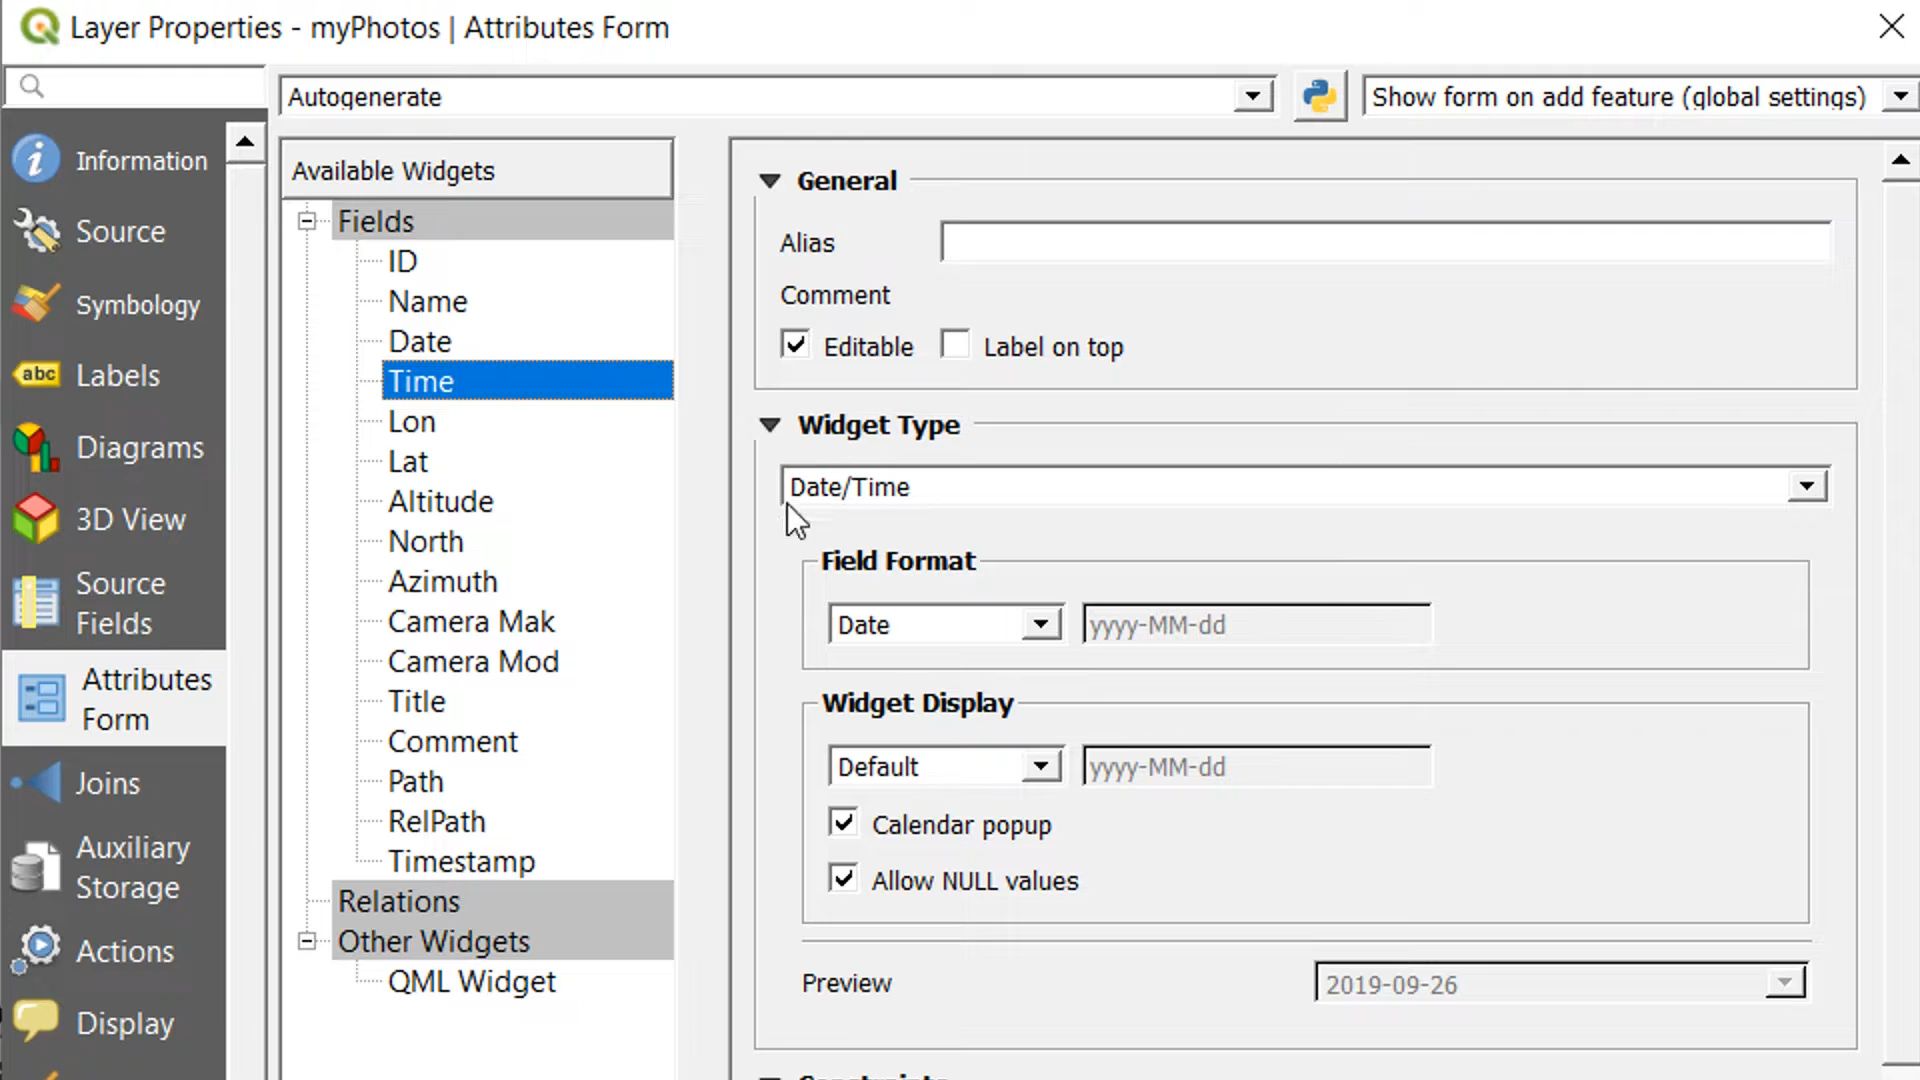 Layer Properties - myPhotos | Attributes Form
Autogenerate
Show form on add feature (global settings)
Information
Source
Symbology
abc
Labels
Diagrams
3D View
Source
Fields
Attributes
Form
Joins
Auxiliary
Storage
Actions
Display
Available Widgets
Fields
ID
Name
Date
Time
Lon
Lat
Altitude
North
Azimuth
Camera Mak
Camera Mod
Title
Comment
Path
RelPath
Timestamp
Relations
Other Widgets
QML Widget
General
Alias
Comment
Editable
Label on top
Widget Type
Date/Time
Field Format
Date
yyyy-MM-dd
Widget Display
Default
yyyy-MM-dd
Calendar popup
Allow NULL values
Preview
2019-09-26